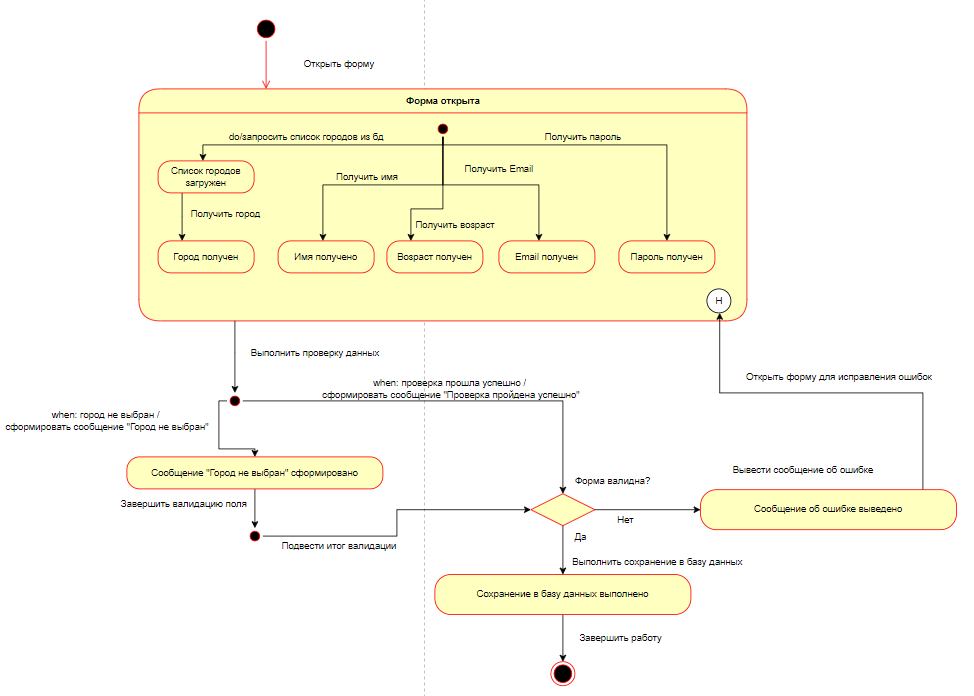 Открыть форму
Форма открыта
do/запросить список городов из бд
Получить пароль
Список городов
загружен
Получить имя
Получить Email
Получить город
Получить возраст
Город получен
Имя получено
Возраст получен
Email получен
Пароль получен
H
Выполнить проверку данных
Открыть форму для исправления ошибок
when: проверка прошла успешно /
сформировать сообщение "Проверка пройдена успешно"
when: город не выбран /
сформировать сообщение "Город не выбран"
Сообщение "Город не выбран" сформировано
Вывести сообщение об ошибке
Форма валидна?
Завершить валидацию поля
Сообщение об ошибке выведено
Нет
Да
Подвести итог валидации
Выполнить сохранение в базу данных
Сохранение в базу данных выполнено
Завершить работу